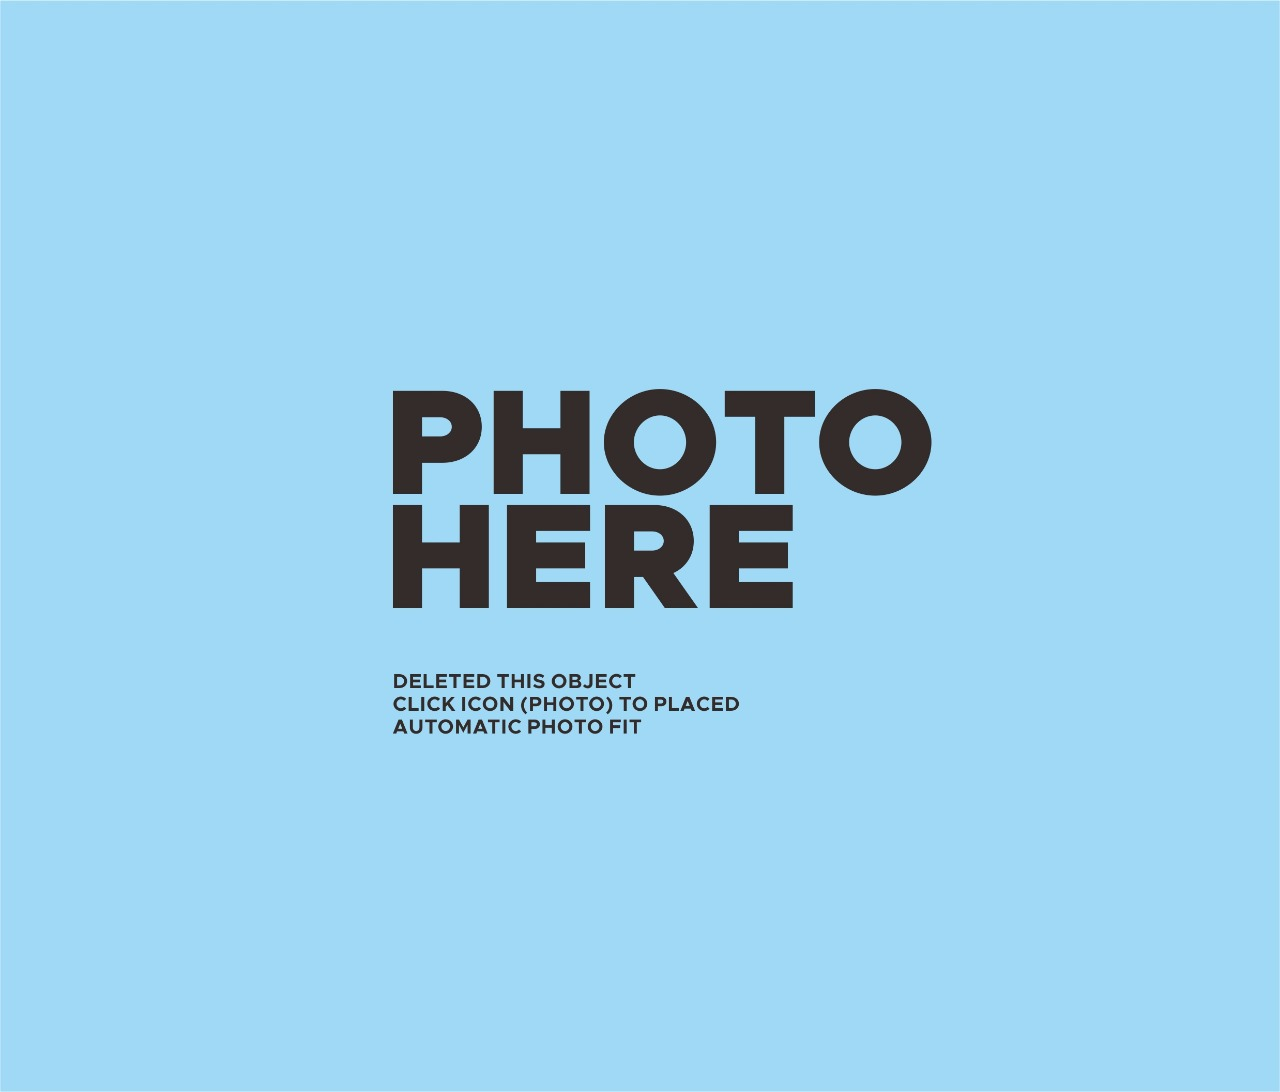 PHOTO
HERE
DELETED THIS OBJECT
CLICK ICON (PHOTO) TO PLACED
AUTOMATIC PHOTO FIT